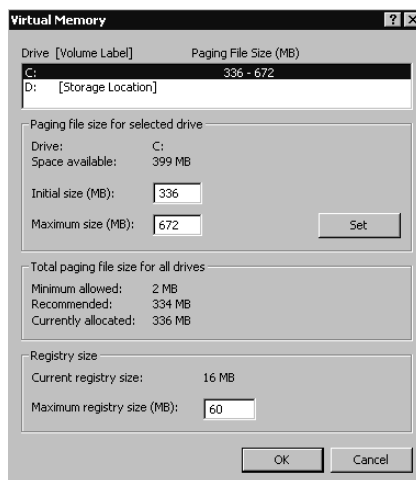 Virtual Memory
Drive [Volume Label] Paging File Size (MB)
C: 336 - 672
D: [Storage Location]
Paging file size for selected drive
Drive: C:
Space available: 399 MB
Initial size (MB): 336
Maximum size (MB): 672
Set
Total paging file size for all drives
Minimum allowed: 2 MB
Recommended: 334 MB
Currently allocated: 336 MB
Registry size
Current registry size: 16 MB
Maximum registry size (MB): 60
OK Cancel